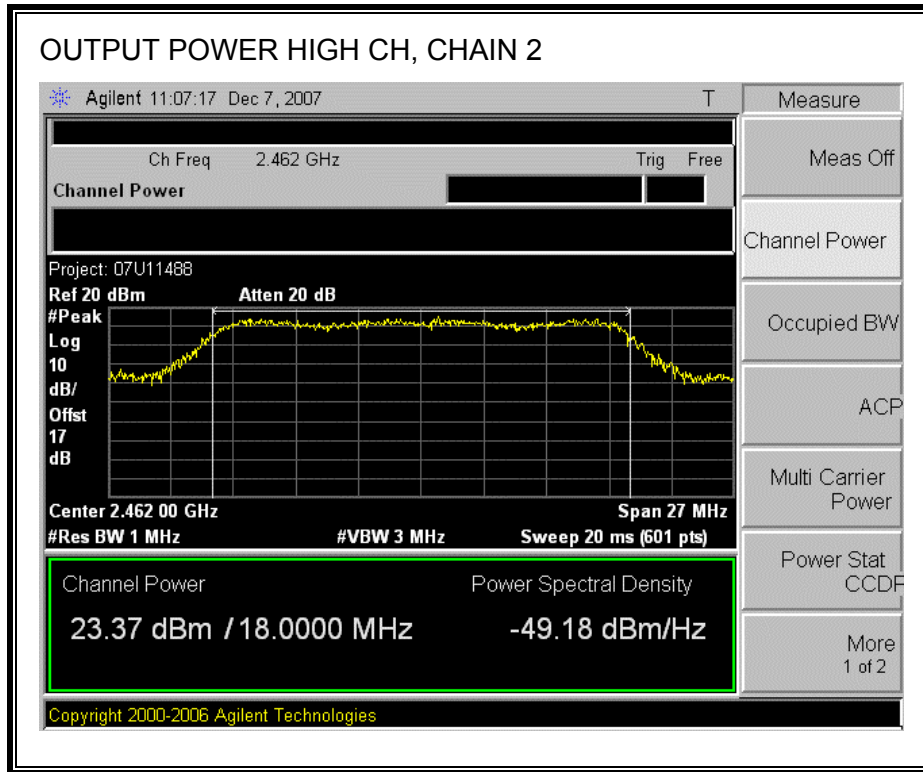 OUTPUT POWER HIGH CH, CHAIN 2
Agilent 11:07:17 Dec 7, 2007 T
Measure
Ch Freq 2.462 GHz Trig Free
Channel Power
Project: 07U11488
Ref 20 dBm Atten 20 dB
#Peak
Log
10
dB/
Offst
17
dB
Center 2.462 00 GHz Span 27 MHz
#Res BW 1 MHz #VBW 3 MHz Sweep 20 ms (601 pts)
Channel Power Power Spectral Density
23.37 dBm / 18.0000 MHz -49.18 dBm/Hz
Copyright 2000-2006 Agilent Technologies
Meas Off
Channel Power
Occupied BW
ACP
Multi Carrier
Power
Power Stat
CCDF
More
1 of 2